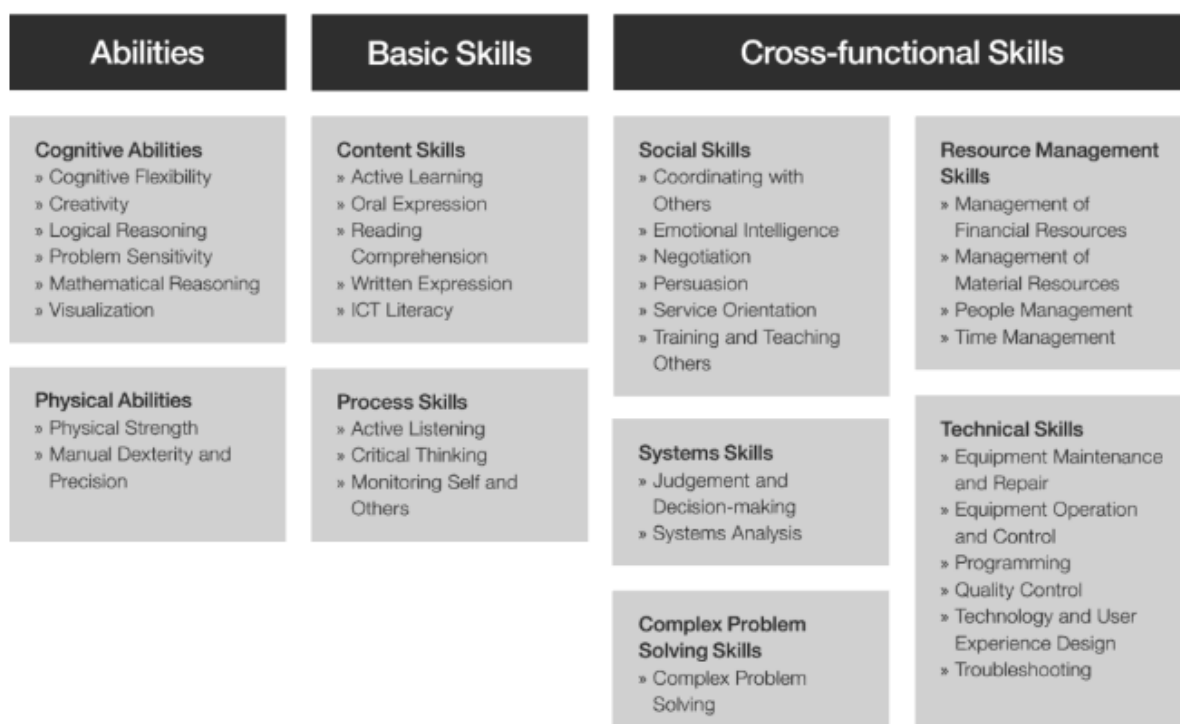 Abilities
Cognitive Abilities
» Cognitive Flexibility
» Creativity
» Logical Reasoning
» Problem Sensitivity
» Mathematical Reasoning
» Visualization
Physical Abilities
» Physical Strength
» Manual Dexterity and
Precision
Basic Skills
Content Skills
» Active Learning
» Oral Expression
» Reading
Comprehension
» Written Expression
» ICT Literacy
Process Skills
» Active Listening
» Critical Thinking
» Monitoring Self and
Others
Cross-functional Skills
Social Skills
» Coordinating with
Others
» Emotional Intelligence
» Negotiation
» Persuasion
» Service Orientation
» Training and Teaching
Others
Systems Skills
» Judgement and
Decision-making
» Systems Analysis
Complex Problem
Solving Skills
» Complex Problem
Solving
Resource Management
Skills
» Management of
Financial Resources
» Management of
Material Resources
» People Management
» Time Management
Technical Skills
» Equipment Maintenance
and Repair
» Equipment Operation
and Control
» Programming
» Quality Control
» Technology and User
Experience Design
» Troubleshooting